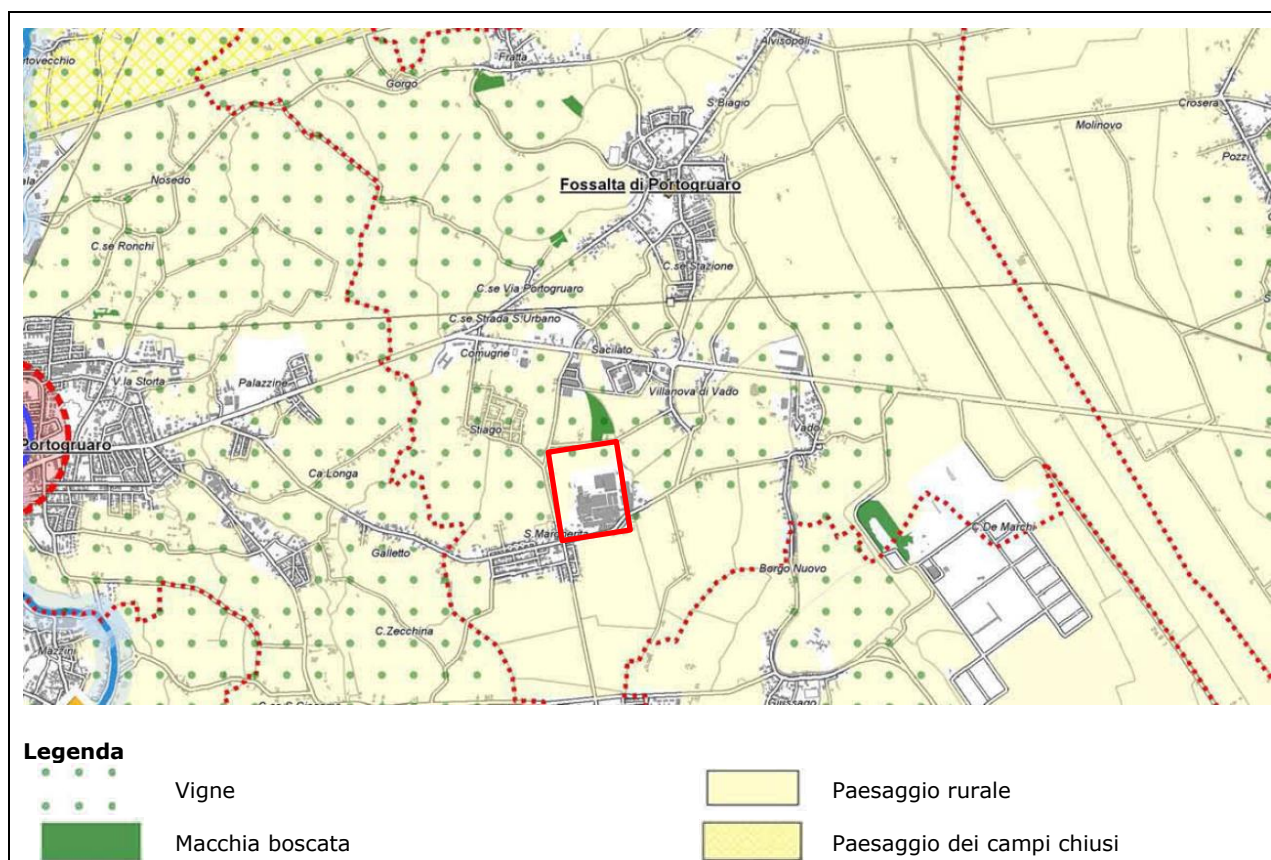 Fratta
Alvisopoli
Gorgo
S.Biagio
Crosera
Molinovo
Pozzi
Nosedo
Fossalta di Portogruaro
C.se Ronchi
C.se Stazione
C.se Via Portogruaro
C.se Strada S.Urbano
Comugne
Sacilato
V.la Storta
Palazzine
Villanova di Vado
Stiago
Vado
Portogruaro
Ca.Longa
S.Margherita
C.De Marchi
Galletto
Borgo Nuovo
C.Zecchina
Mazzini
Giussago
Legenda
Vigne
Paesaggio rurale
Macchia boscata
Paesaggio dei campi chiusi